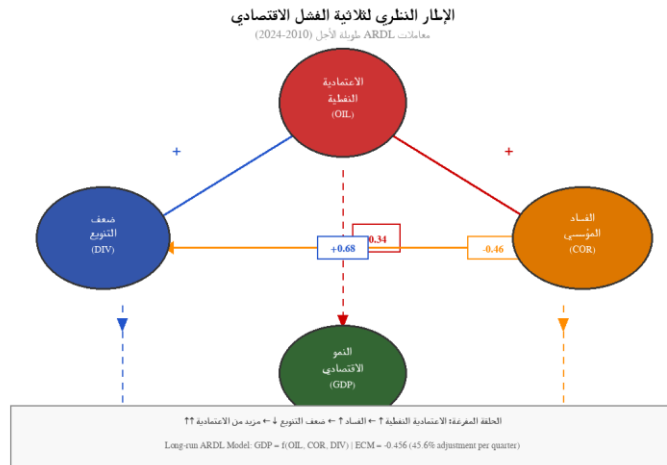 الإطار النظري لثلاثية الفشل الاقتصادي
معاملات ARDL طويلة الأجل (2010-2024)
الاعتمادية
النفطية
(OIL)
+
+
ضعف
التنويع
(DIV)
+0.68
0.34
-0.46
الفساد
المؤسسي
(COR)
النمو
الاقتصادي
(GDP)
الحلقة المفرغة: الاعتمادية النفطية ↑ ← الفساد ↑ ← ضعف التنويع ↓ ← مزيد من الاعتمادية ↑↑
Long-run ARDL Model: GDP = f(OIL, COR, DIV) | ECM = -0.456 (45.6% adjustment per quarter)